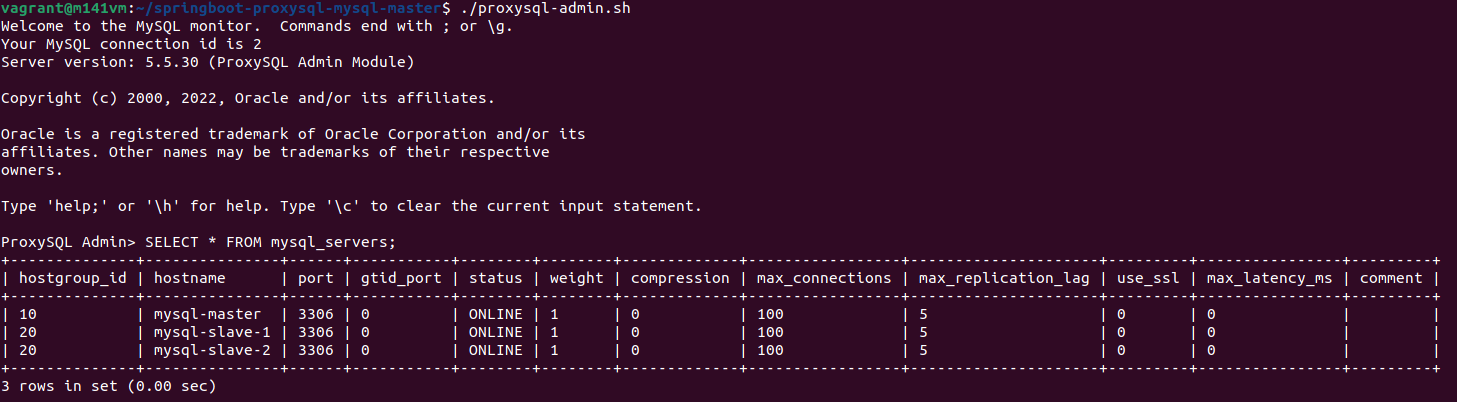 vagrant@m141vm:~/springboot-proxysql-mysql-master$ ./proxysql-admin.sh
Welcome to the MySQL monitor.  Commands end with ; or \g.
Your MySQL connection id is 2
Server version: 5.5.30 (ProxySQL Admin Module)

Copyright (c) 2000, 2022, Oracle and/or its affiliates.

Oracle is a registered trademark of Oracle Corporation and/or its
affiliates. Other names may be trademarks of their respective
owners.

Type 'help;' or '\h' for help. Type '\c' to clear the current input statement.

ProxySQL Admin> SELECT * FROM mysql_servers;
+--------------+---------------+------+-----------+--------+--------+-------------+-----------------+---------------------+---------+----------------+---------+
| hostgroup_id | hostname      | port | gtid_port | status | weight | compression | max_connections | max_replication_lag | use_ssl | max_latency_ms | comment |
+--------------+---------------+------+-----------+--------+--------+-------------+-----------------+---------------------+---------+----------------+---------+
| 10           | mysql-master  | 3306 | 0         | ONLINE | 1      | 0           | 100             | 5                   | 0       | 0              |         |
| 20           | mysql-slave-1 | 3306 | 0         | ONLINE | 1      | 0           | 100             | 5                   | 0       | 0              |         |
| 20           | mysql-slave-2 | 3306 | 0         | ONLINE | 1      | 0           | 100             | 5                   | 0       | 0              |         |
+--------------+---------------+------+-----------+--------+--------+-------------+-----------------+---------------------+---------+----------------+---------+
3 rows in set (0.00 sec)